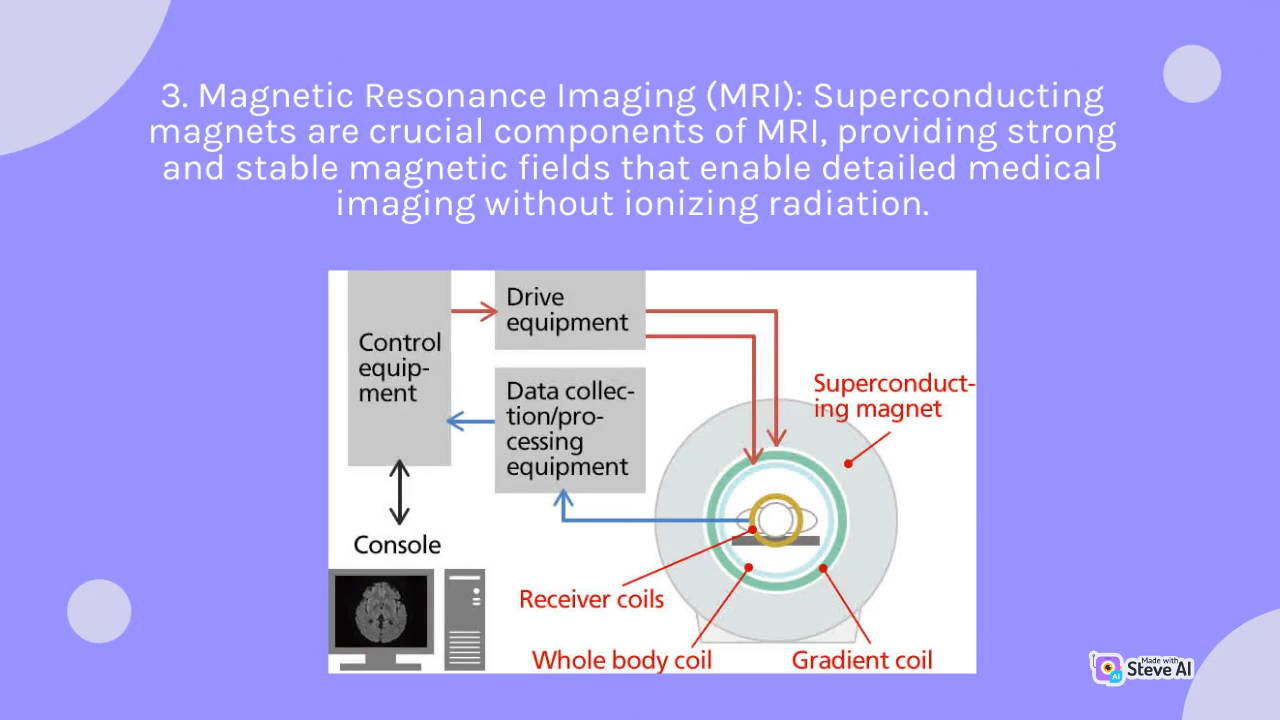 3. Magnetic Resonance Imaging (MRI): Superconducting
magnets are crucial components of MRI, providing strong
and stable magnetic fields that enable detailed medical
imaging without ionizing radiation.
Drive
equipment
Control
equip-
ment
Data collec-
tion/pro-
cessing
equipment
Superconduct-
ing magnet
Console
Receiver coils
Whole body coil
Gradient coil
Made with
Steve AI
AI